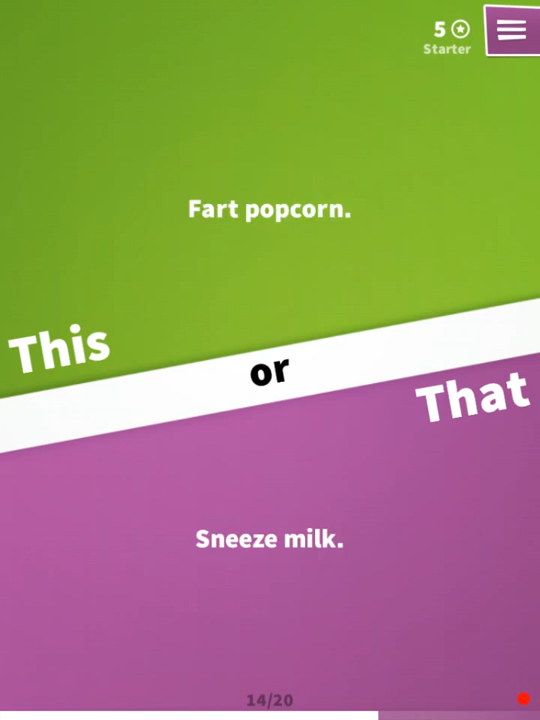 5
Starter
Fart popcorn.
This
or
That
Sneeze milk.
14/20